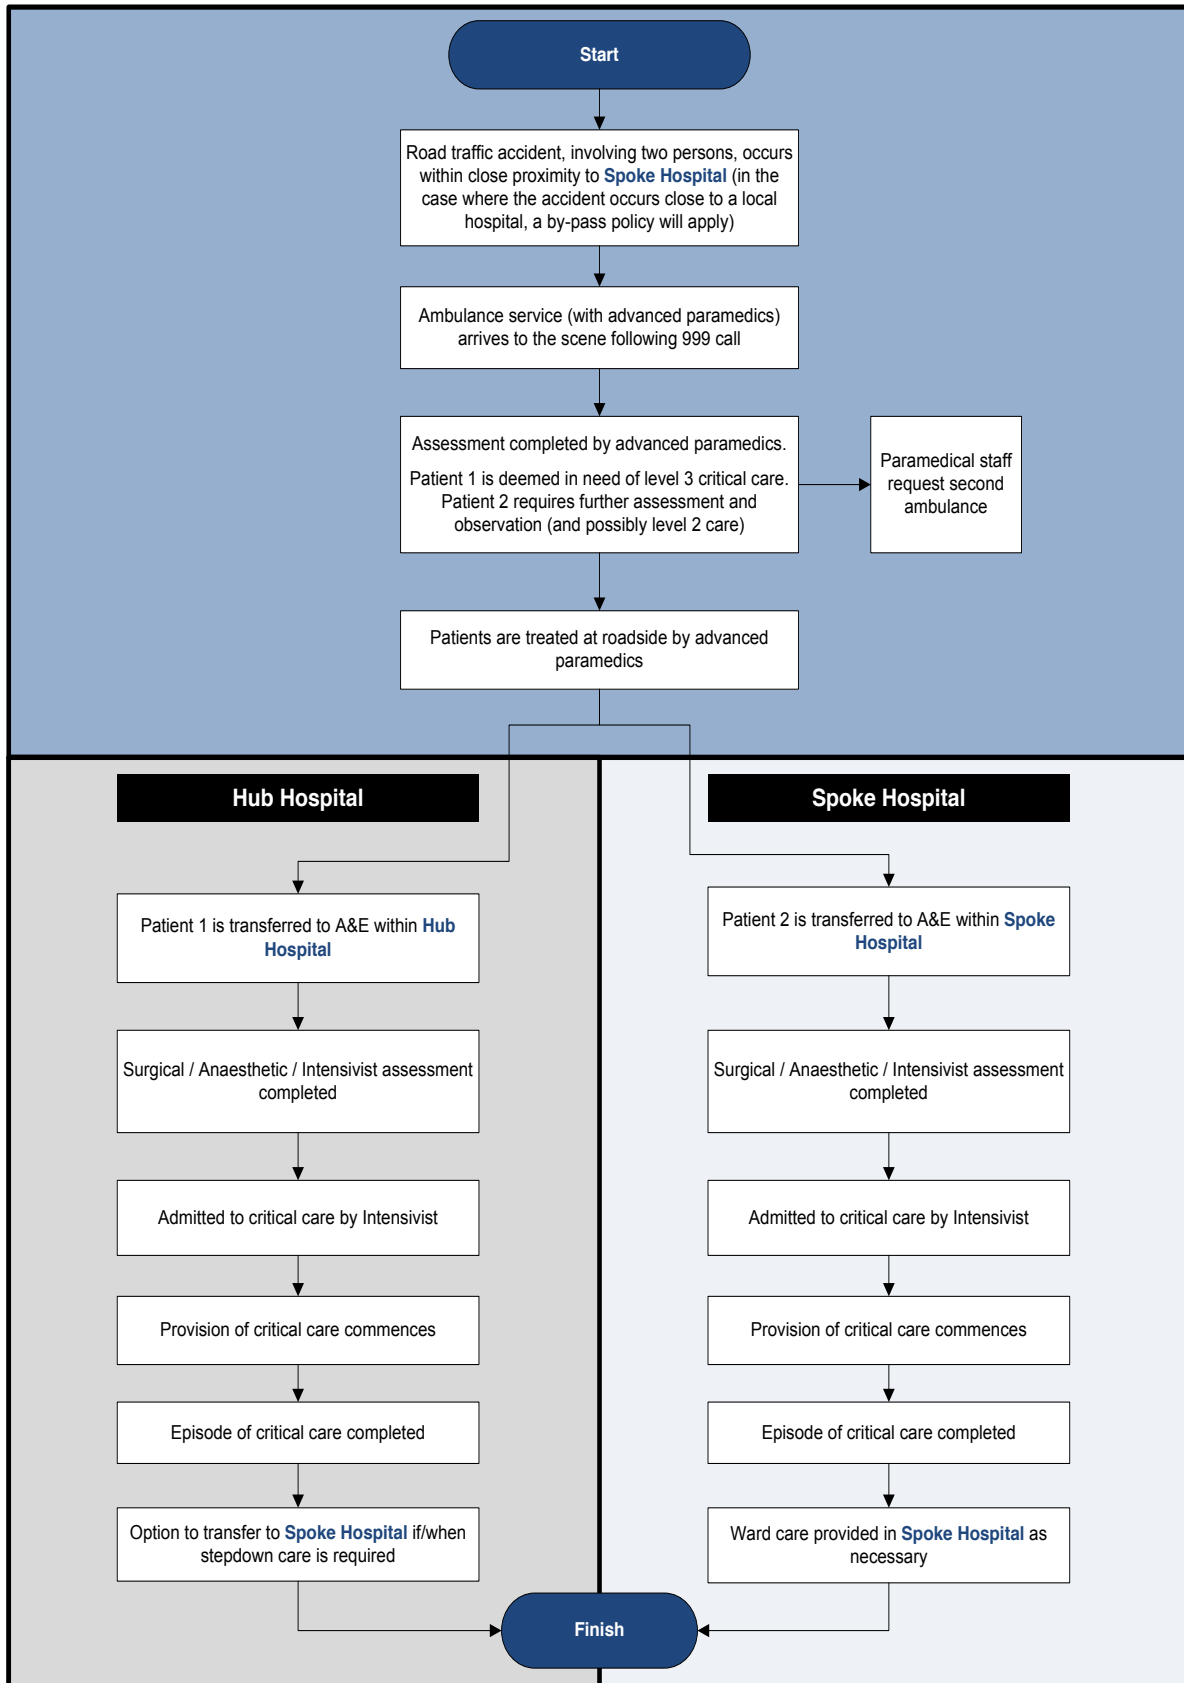 Start
Road traffic accident, involving two persons, occurs
within close proximity to Spoke Hospital (in the
case where the accident occurs close to a local
hospital, a by-pass policy will apply)
Ambulance service (with advanced paramedics)
arrives to the scene following 999 call
Assessment completed by advanced paramedics.
Patient 1 is deemed in need of level 3 critical care.
Patient 2 requires further assessment and
observation (and possibly level 2 care)
Paramedical staff
request second
ambulance
Patients are treated at roadside by advanced
paramedics
Hub Hospital
Patient 1 is transferred to A&E within Hub
Hospital
Surgical / Anaesthetic / Intensivist assessment
completed
Admitted to critical care by Intensivist
Provision of critical care commences
Episode of critical care completed
Option to transfer to Spoke Hospital if/when
stepdown care is required
Spoke Hospital
Patient 2 is transferred to A&E within Spoke
Hospital
Surgical / Anaesthetic / Intensivist assessment
completed
Admitted to critical care by Intensivist
Provision of critical care commences
Episode of critical care completed
Ward care provided in Spoke Hospital as
necessary
Finish